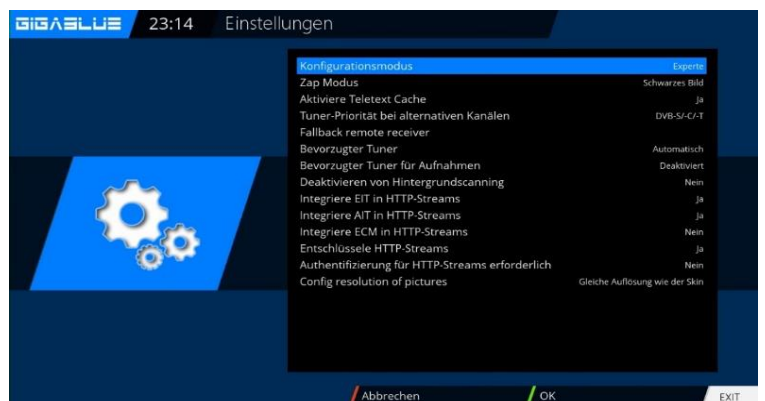 GIGABLUE 23:14 Einstellungen
Konfigurationsmodus Experte
Zap Modus Schwarzes Bild
Aktiviere Teletext Cache Ja
Tuner-Priorität bei alternativen Kanälen DVB-S/-C/-T
Fallback remote receiver
Bevorzugter Tuner Automatisch
Bevorzugter Tuner für Aufnahmen Deaktiviert
Deaktivieren von Hintergrundscanning Nein
Integriere EIT in HTTP-Streams Ja
Integriere AIT in HTTP-Streams Ja
Integriere ECM in HTTP-Streams Nein
Entschlüssele HTTP-Streams Ja
Authentifizierung für HTTP-Streams erforderlich Nein
Config resolution of pictures Gleiche Auflösung wie der Skin
Abbrechen OK EXIT